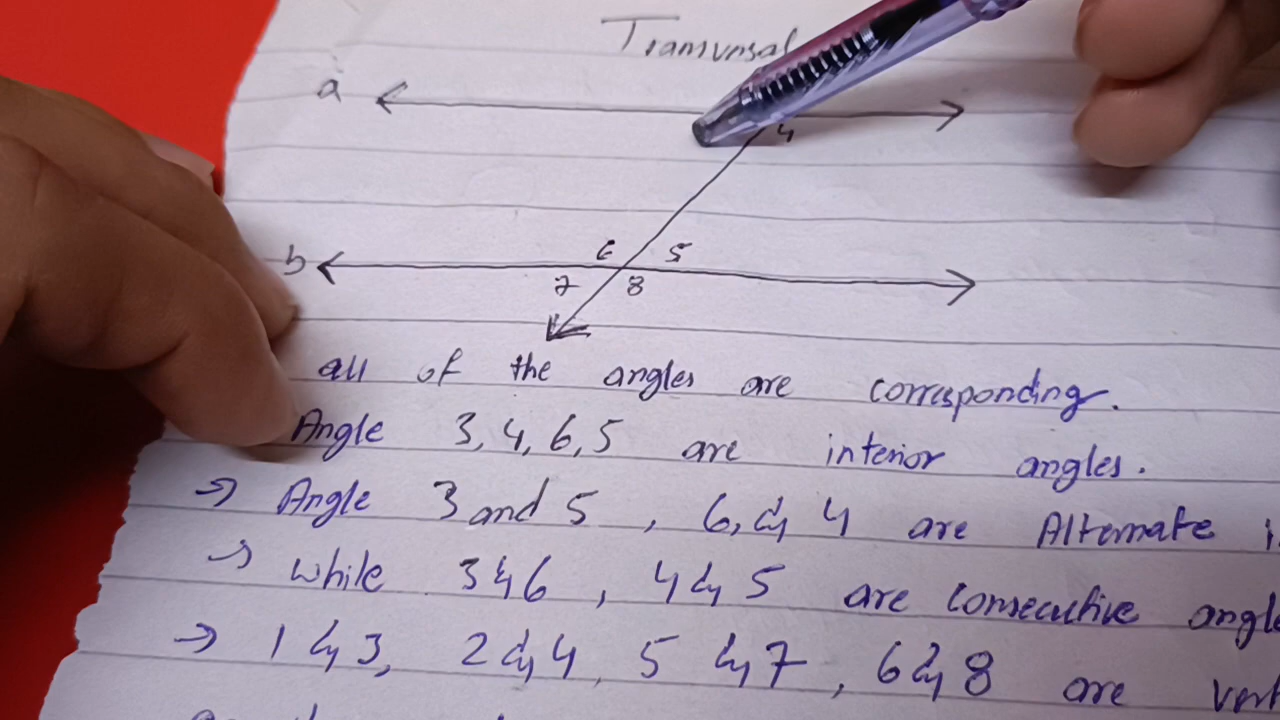 Transversal
a
4
b 6 5
7 8
all of the angles are corresponding.
Angle 3, 4, 6, 5 are interior angles.
→ Angle 3 and 5 , 6, & 4 are Alternate i
→ while 3 & 6 , 4 & 5 are consecutive angle
→ 1 & 3, 2 & 4, 5 & 7, 6 & 8 are vert